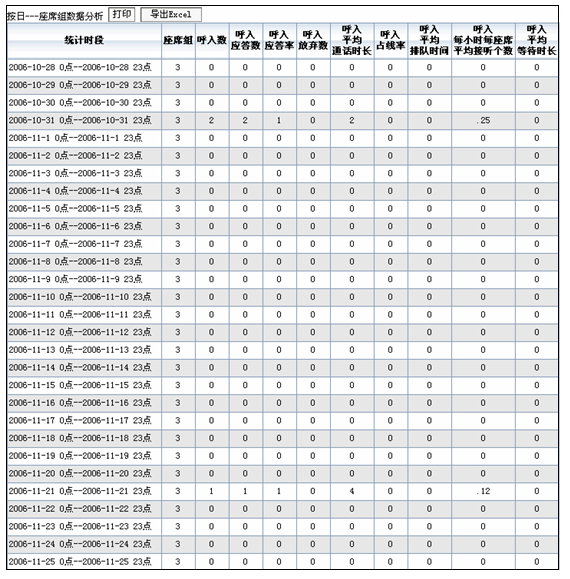 按日---座席组数据分析 打印 导出Excel
统计时段 座席组 呼入数 呼入应答数 呼入应答率 呼入放弃数 呼入平均通话时长 呼入占线率 呼入平均排队时间 呼入每小时每座席平均接听个数 呼入平均等待时长
2006-10-28 0点--2006-10-28 23点 3 0 0 0 0 0 0 0 0 0
2006-10-29 0点--2006-10-29 23点 3 0 0 0 0 0 0 0 0 0
2006-10-30 0点--2006-10-30 23点 3 0 0 0 0 0 0 0 0 0
2006-10-31 0点--2006-10-31 23点 3 2 2 1 0 2 0 0 .25 0
2006-11-1 0点--2006-11-1 23点 3 0 0 0 0 0 0 0 0 0
2006-11-2 0点--2006-11-2 23点 3 0 0 0 0 0 0 0 0 0
2006-11-3 0点--2006-11-3 23点 3 0 0 0 0 0 0 0 0 0
2006-11-4 0点--2006-11-4 23点 3 0 0 0 0 0 0 0 0 0
2006-11-5 0点--2006-11-5 23点 3 0 0 0 0 0 0 0 0 0
2006-11-6 0点--2006-11-6 23点 3 0 0 0 0 0 0 0 0 0
2006-11-7 0点--2006-11-7 23点 3 0 0 0 0 0 0 0 0 0
2006-11-8 0点--2006-11-8 23点 3 0 0 0 0 0 0 0 0 0
2006-11-9 0点--2006-11-9 23点 3 0 0 0 0 0 0 0 0 0
2006-11-10 0点--2006-11-10 23点 3 0 0 0 0 0 0 0 0 0
2006-11-11 0点--2006-11-11 23点 3 0 0 0 0 0 0 0 0 0
2006-11-12 0点--2006-11-12 23点 3 0 0 0 0 0 0 0 0 0
2006-11-13 0点--2006-11-13 23点 3 0 0 0 0 0 0 0 0 0
2006-11-14 0点--2006-11-14 23点 3 0 0 0 0 0 0 0 0 0
2006-11-15 0点--2006-11-15 23点 3 0 0 0 0 0 0 0 0 0
2006-11-16 0点--2006-11-16 23点 3 0 0 0 0 0 0 0 0 0
2006-11-17 0点--2006-11-17 23点 3 0 0 0 0 0 0 0 0 0
2006-11-18 0点--2006-11-18 23点 3 0 0 0 0 0 0 0 0 0
2006-11-19 0点--2006-11-19 23点 3 0 0 0 0 0 0 0 0 0
2006-11-20 0点--2006-11-20 23点 3 0 0 0 0 0 0 0 0 0
2006-11-21 0点--2006-11-21 23点 3 1 1 1 0 4 0 0 .12 0
2006-11-22 0点--2006-11-22 23点 3 0 0 0 0 0 0 0 0 0
2006-11-23 0点--2006-11-23 23点 3 0 0 0 0 0 0 0 0 0
2006-11-24 0点--2006-11-24 23点 3 0 0 0 0 0 0 0 0 0
2006-11-25 0点--2006-11-25 23点 3 0 0 0 0 0 0 0 0 0